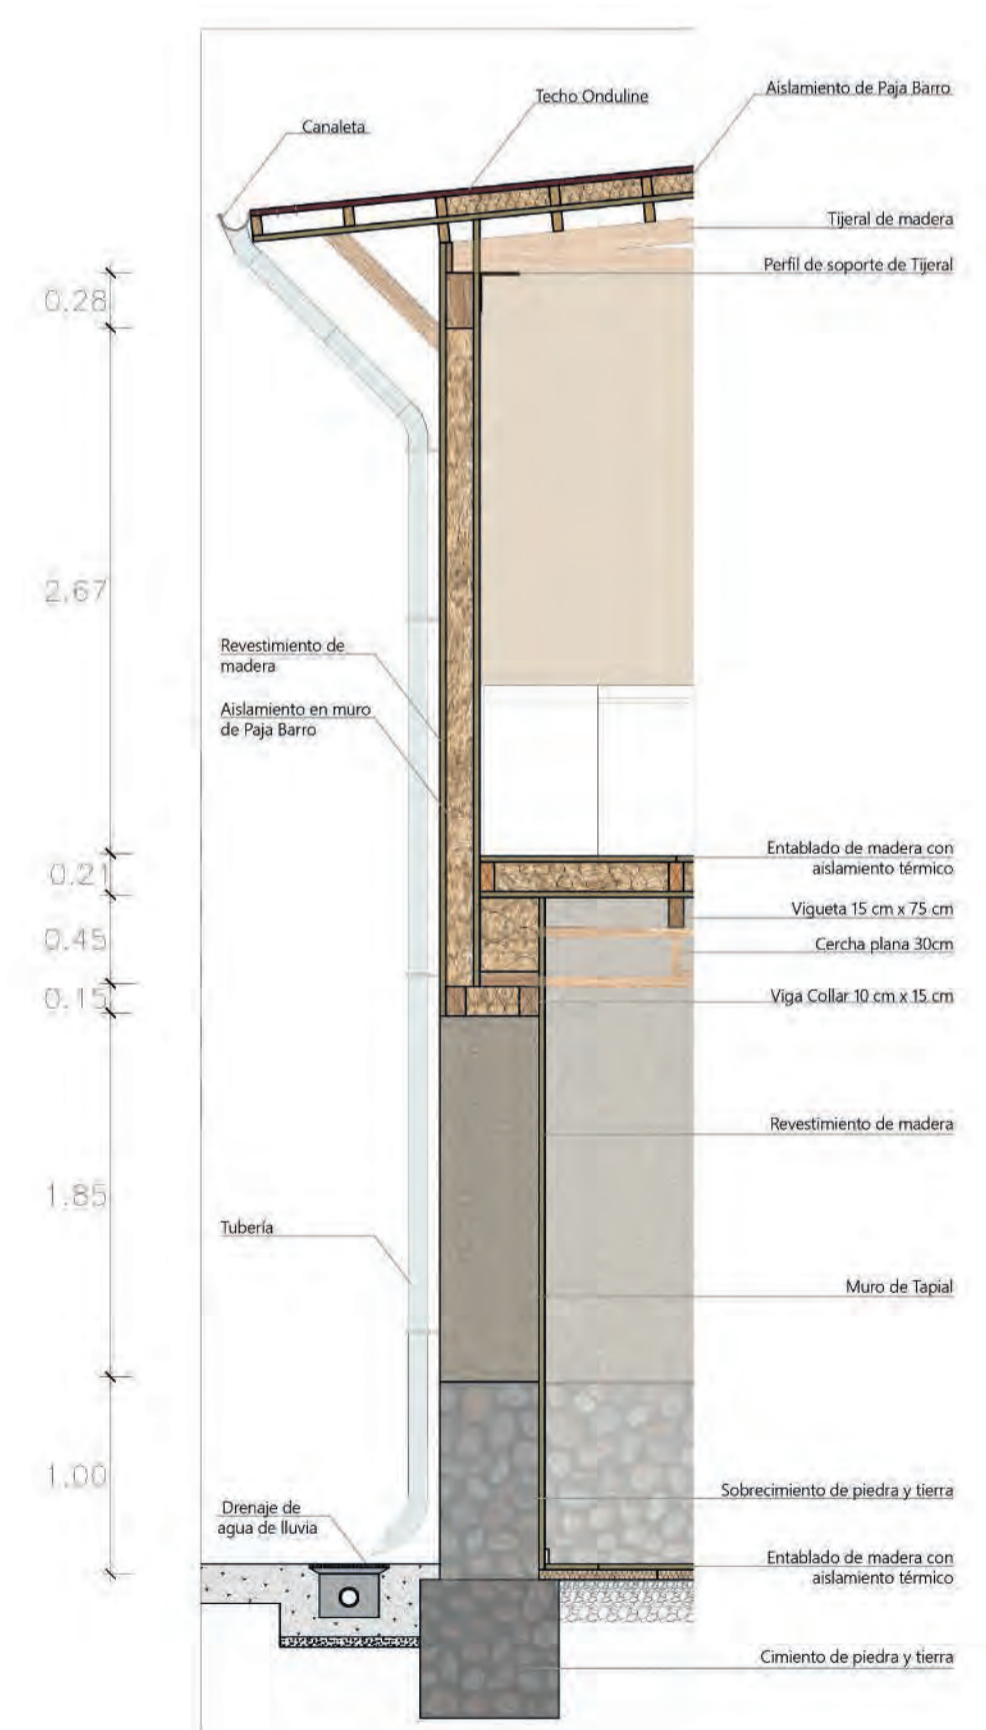 Aislamiento de Paja Barro
Techo Onduline
Canaleta
Tijeral de madera
Perfil de soporte de Tijeral
0.28
2.67
Revestimiento de
madera
Aislamiento en muro
de Paja Barro
Entablado de madera con
aislamiento térmico
0.21
Vigueta 15 cm x 75 cm
0.45
Cercha plana 30cm
0.15
Viga Collar 10 cm x 15 cm
Revestimiento de madera
1.85
Tubería
Muro de Tapial
1.00
Sobrecimiento de piedra y tierra
Drenaje de
agua de lluvia
Entablado de madera con
aislamiento térmico
Cimiento de piedra y tierra